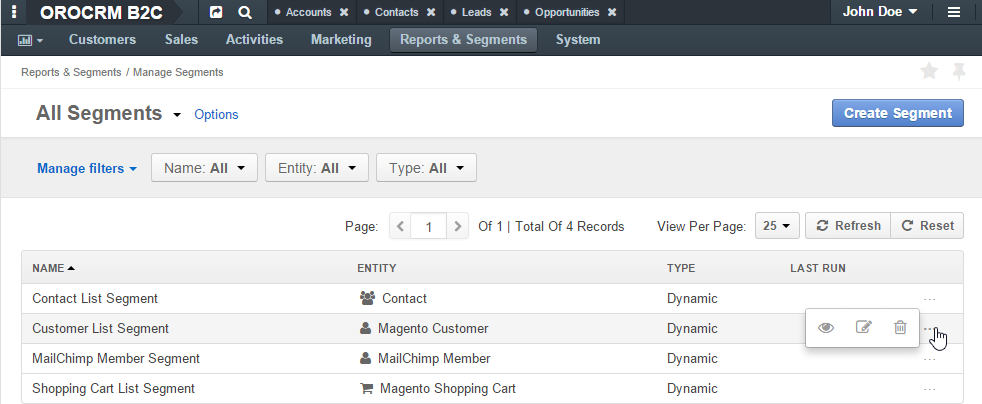 OROCRM B2C • Accounts ✖ • Contacts ✖ • Leads ✖ • Opportunities ✖ John Doe
Customers Sales Activities Marketing Reports & Segments System
Reports & Segments / Manage Segments
All Segments Options Create Segment
Manage filters Name: All Entity: All Type: All
Page: 1 Of 1 | Total Of 4 Records View Per Page: 25 Refresh Reset
NAME ENTITY TYPE LAST RUN
Contact List Segment Contact Dynamic ...
Customer List Segment Magento Customer Dynamic ...
MailChimp Member Segment MailChimp Member Dynamic ...
Shopping Cart List Segment Magento Shopping Cart Dynamic ...